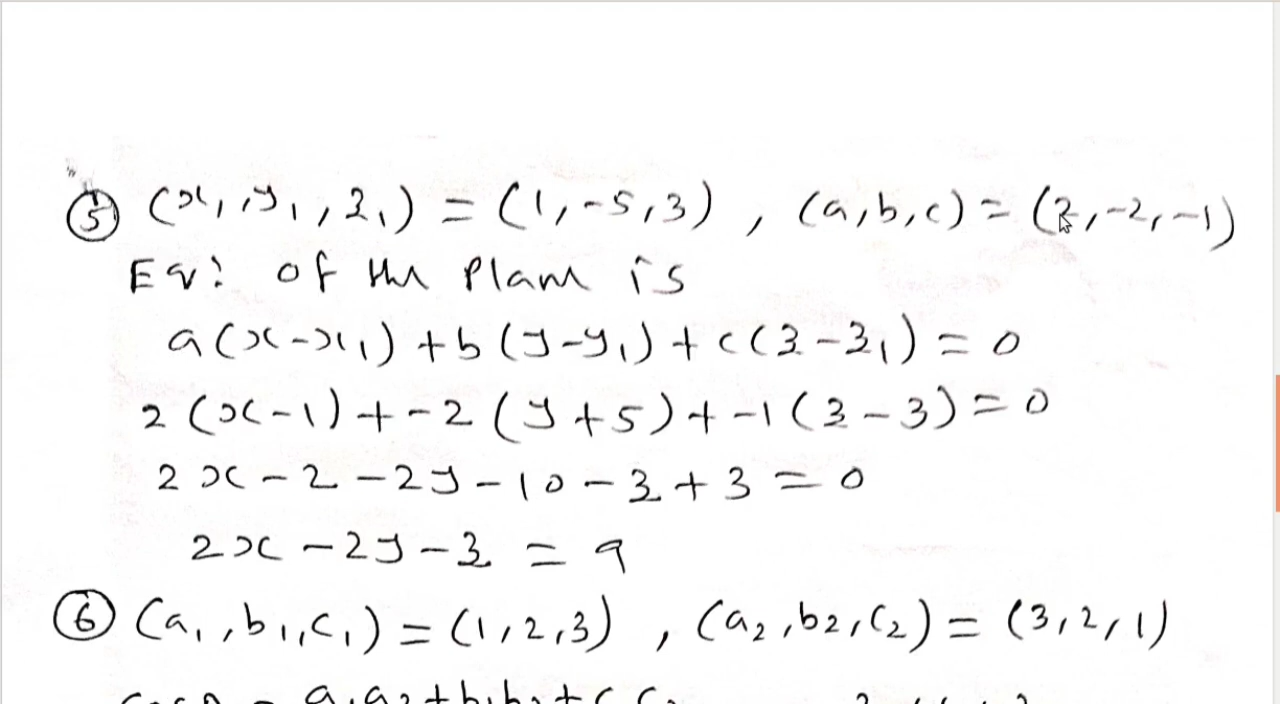 ⑤ (x₁, y₁, z₁) = (1, -5, 3), (a, b, c) = (2, -2, -1)
Eq: of the Plane is
a(x-x₁) + b(y-y₁) + c(z-z₁) = 0
2(x-1) + -2(y+5) + -1(z-3) = 0
2x - 2 - 2y - 10 - z + 3 = 0
2x - 2y - z = 9
⑥ (a₁, b₁, c₁) = (1, 2, 3), (a₂, b₂, c₂) = (3, 2, 1)